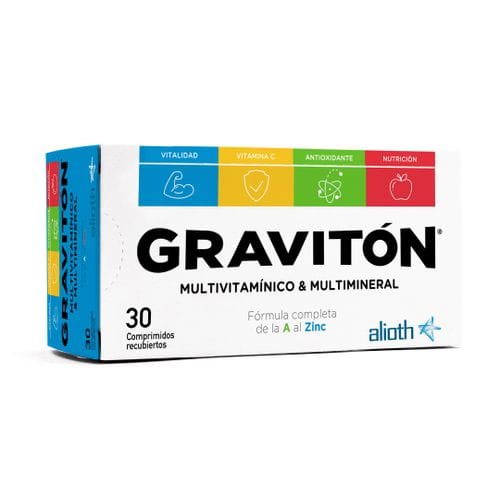 VITALIDAD
VITAMINA C
ANTIOXIDANTE
NUTRICIÓN
GRAVITÓN®
MULTIVITAMÍNICO & MULTIMINERAL
30
Comprimidos
recubiertos
Fórmula completa
de la A al Zinc
alioth
alioth
GRAVITÓN
MULTIVITAMÍNICO
& MULTIMINERAL
30